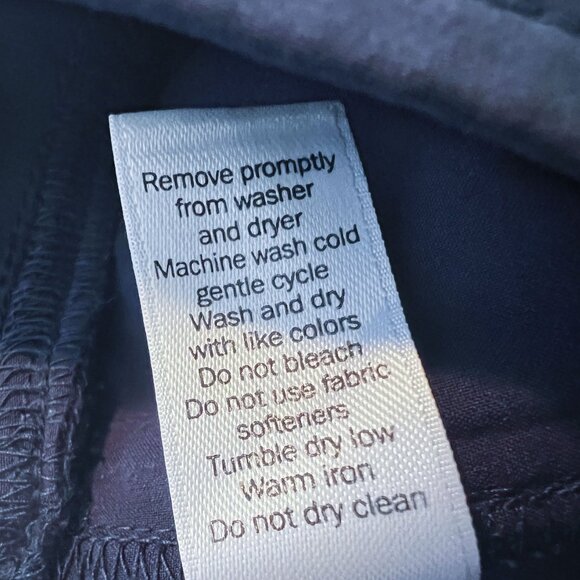 Remove promptly
from washer
and dryer
Machine wash cold
gentle cycle
Wash and dry
with like colors
Do not bleach
Do not use fabric
softeners
Tumble dry low
Warm iron
Do not dry clean